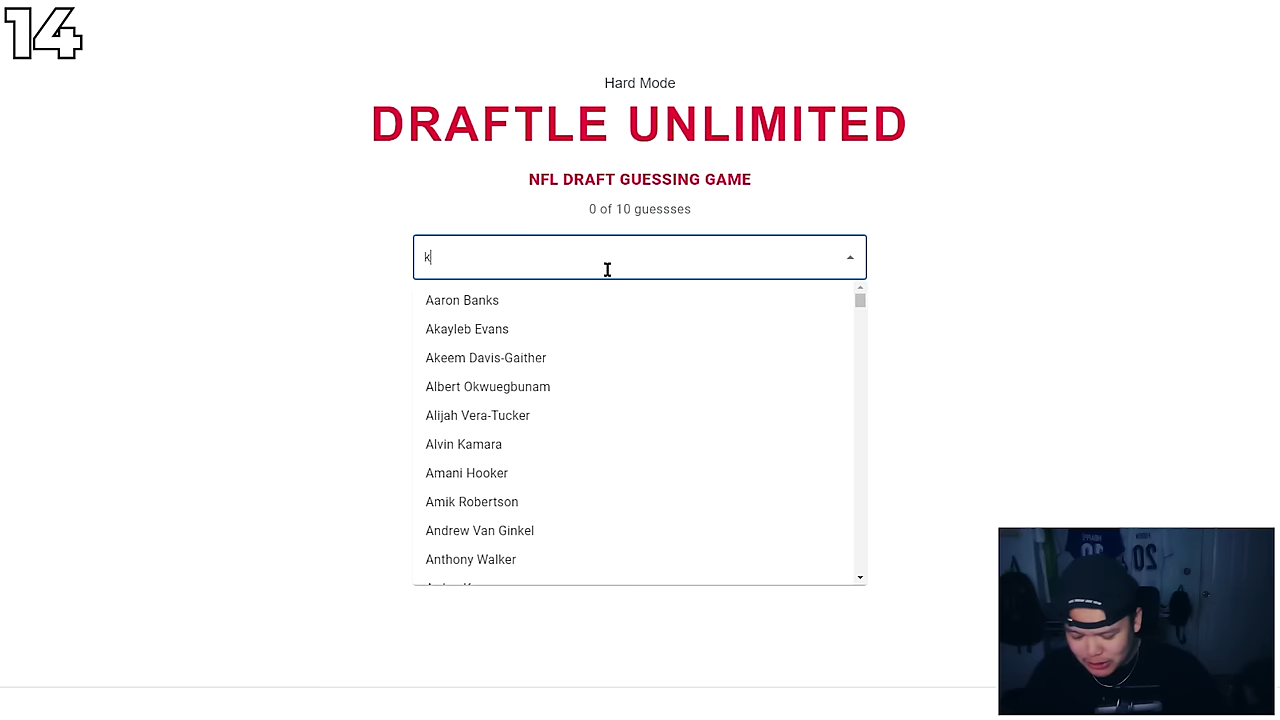 14
Hard Mode
DRAFTLE UNLIMITED
NFL DRAFT GUESSING GAME
0 of 10 guessses
k
Aaron Banks
Akayleb Evans
Akeem Davis-Gaither
Albert Okwuegbunam
Alijah Vera-Tucker
Alvin Kamara
Amani Hooker
Amik Robertson
Andrew Van Ginkel
Anthony Walker
20